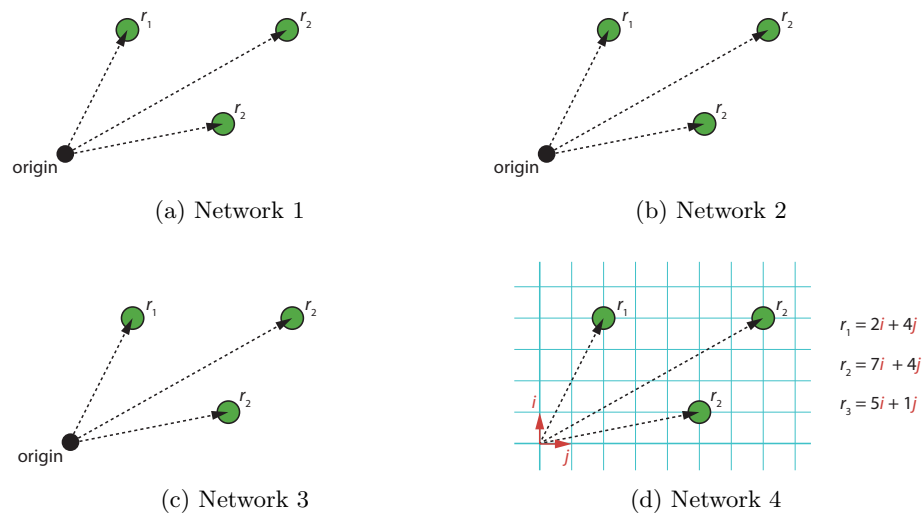 r1
r2
r2
origin
(a) Network 1
r1
r2
r2
origin
(b) Network 2
r1
r2
r2
origin
(c) Network 3
r1
r2
r2
i
j
r1 = 2i + 4j
r2 = 7i + 4j
r3 = 5i + 1j
(d) Network 4